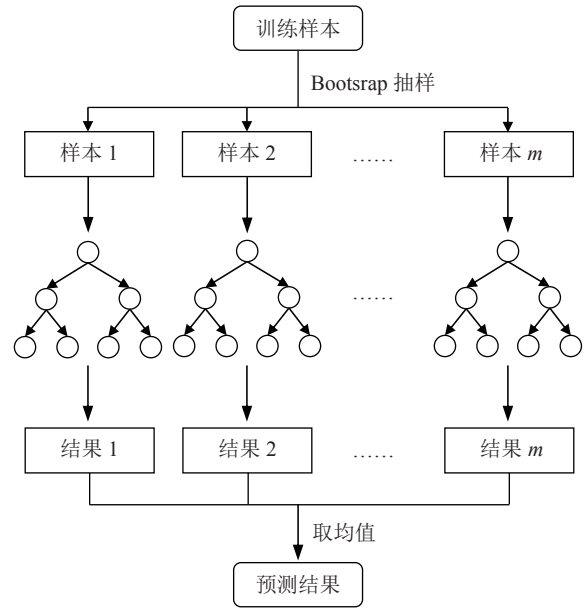 训练样本
Bootsrap 抽样
样本 1
样本 2
……
样本 m
……
结果 1
结果 2
……
结果 m
取均值
预测结果